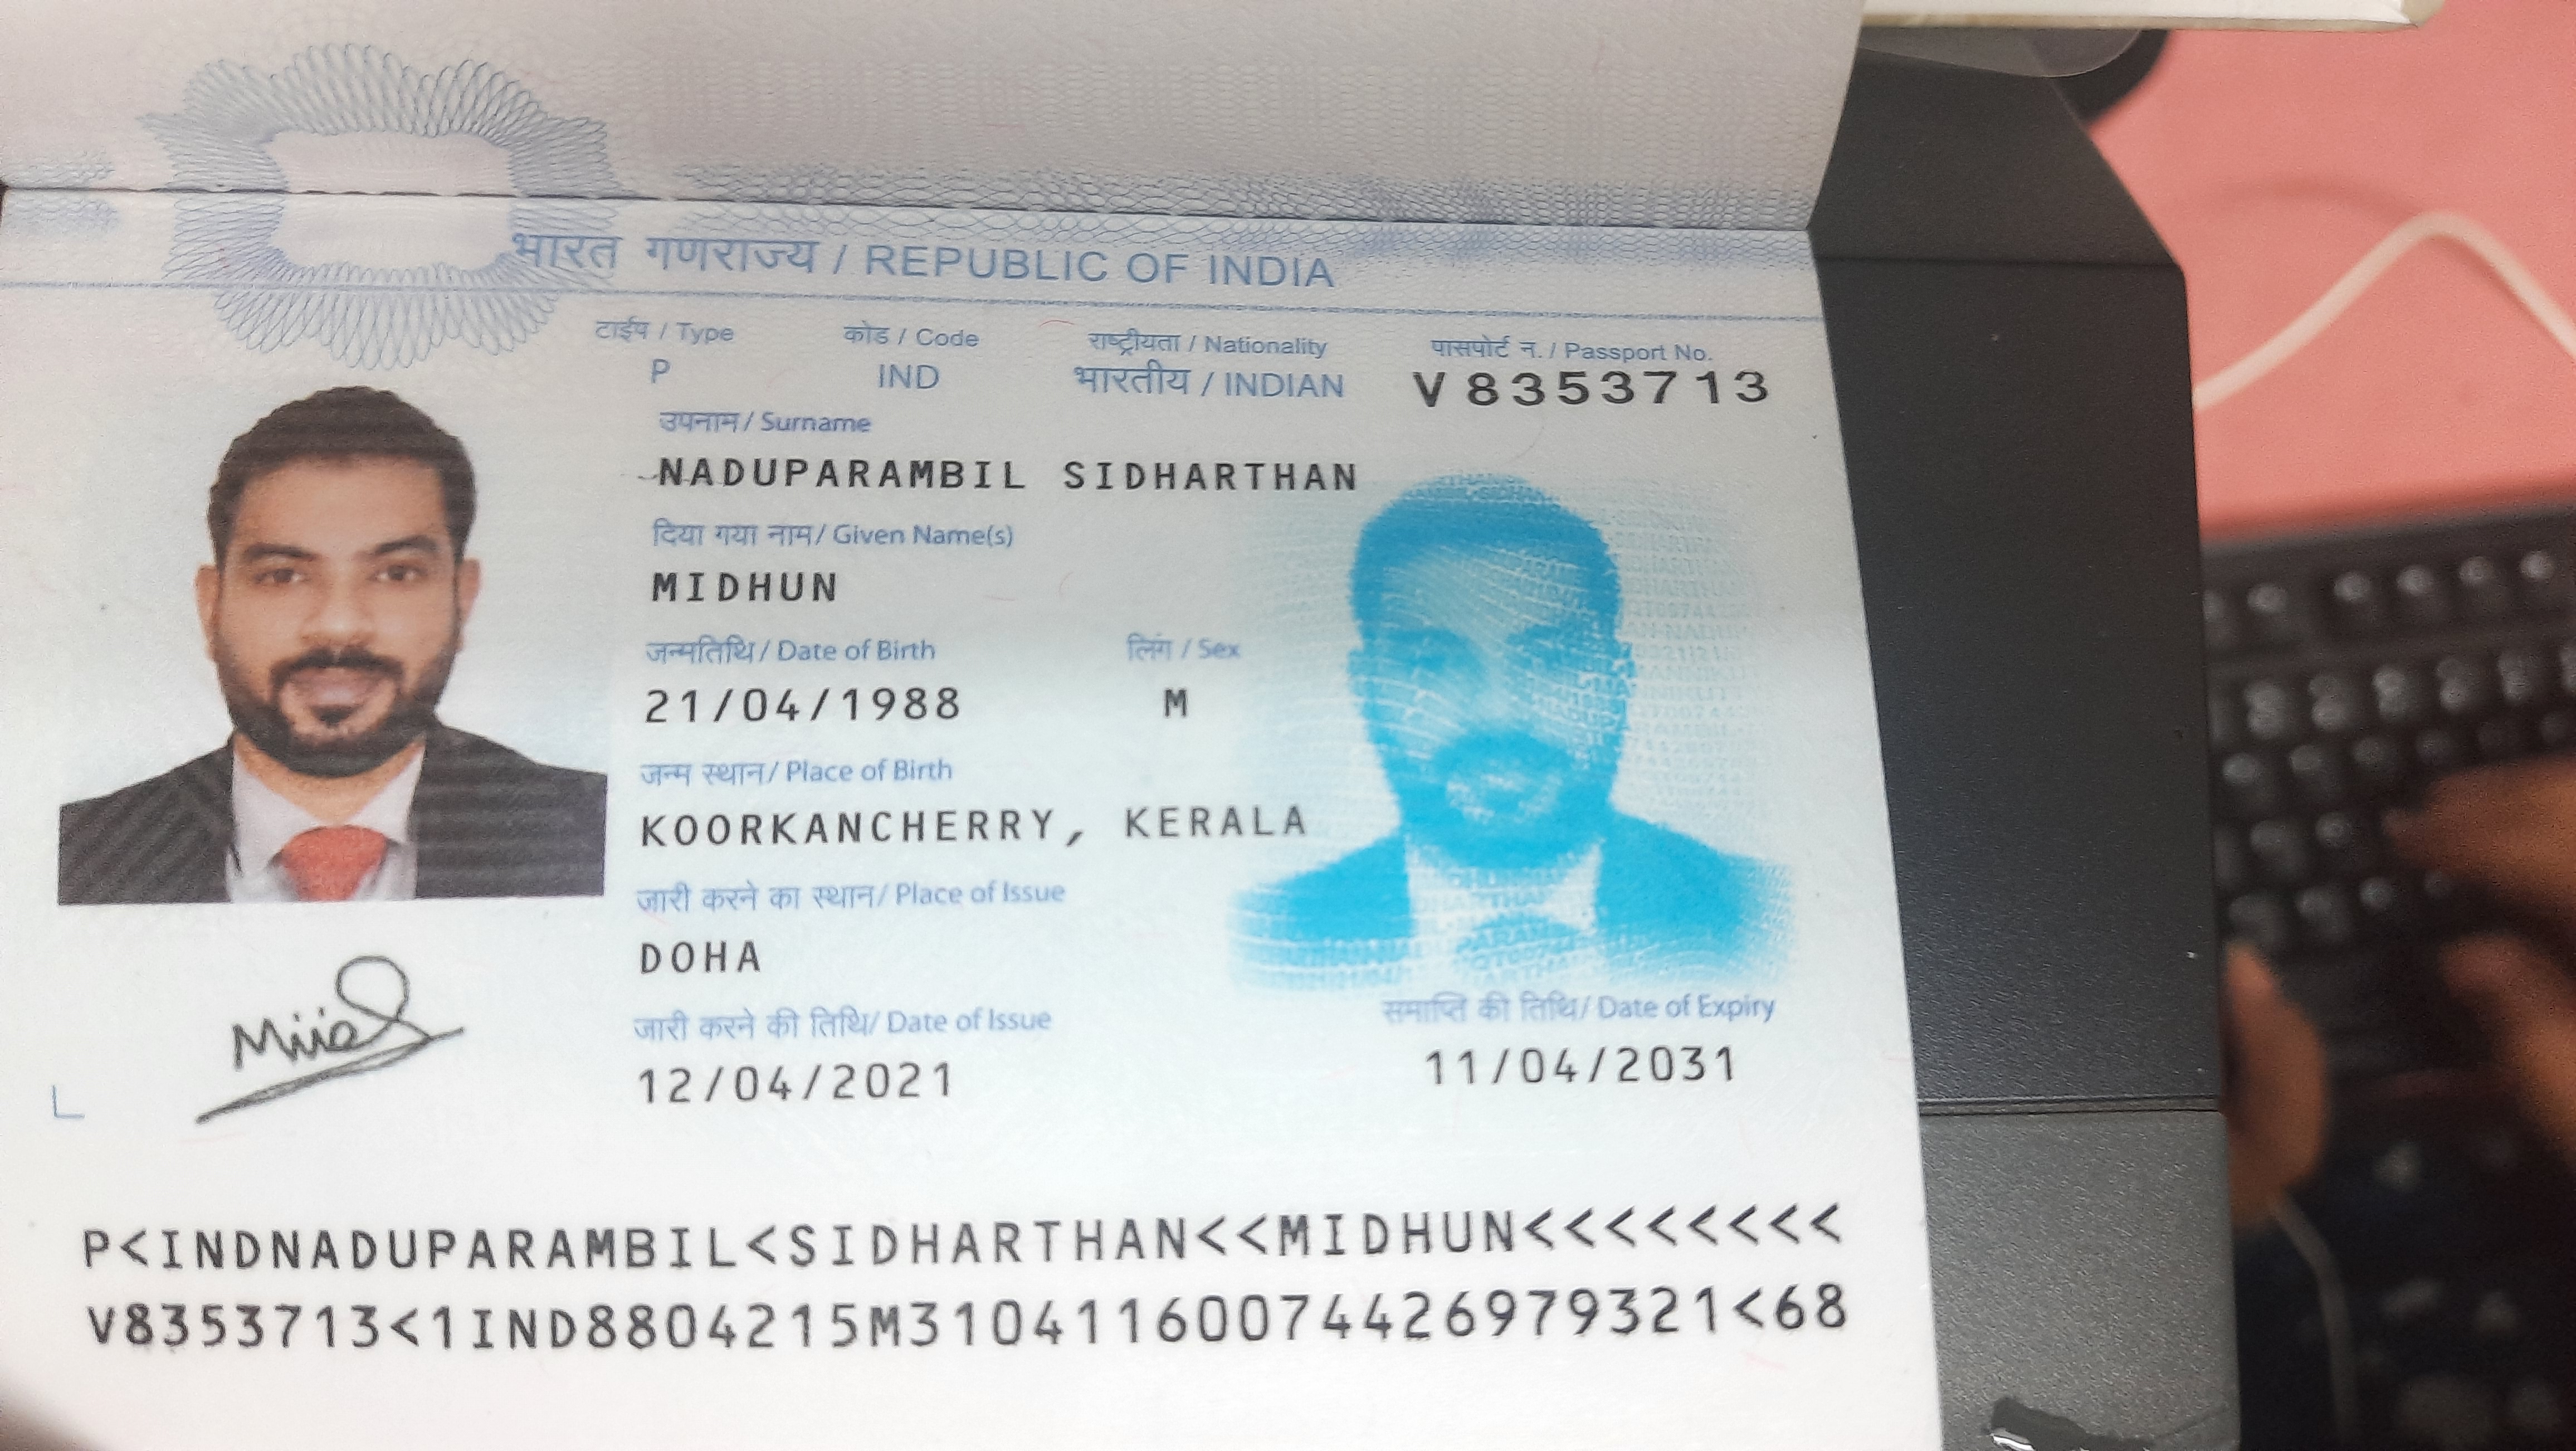 भारत गणराज्य / REPUBLIC OF INDIA
टाईप / Type कोड / Code राष्ट्रीयता / Nationality पासपोर्ट न. / Passport No.
P IND भारतीय / INDIAN V8353713
उपनाम / Surname
NADUPARAMBIL SIDHARTHAN
दिया गया नाम / Given Name(s)
MIDHUN
जन्मतिथि / Date of Birth लिंग / Sex
21/04/1988 M
जन्म स्थान / Place of Birth
KOORKANCHERRY, KERALA
जारी करने का स्थान / Place of Issue
DOHA
जारी करने की तिथि / Date of Issue समाप्ति की तिथि / Date of Expiry
12/04/2021 11/04/2031
P<INDNADUPARAMBIL<SIDHARTHAN<<MIDHUN<<<<<<<<
V8353713<1IND8804215M31041160074426979321<68